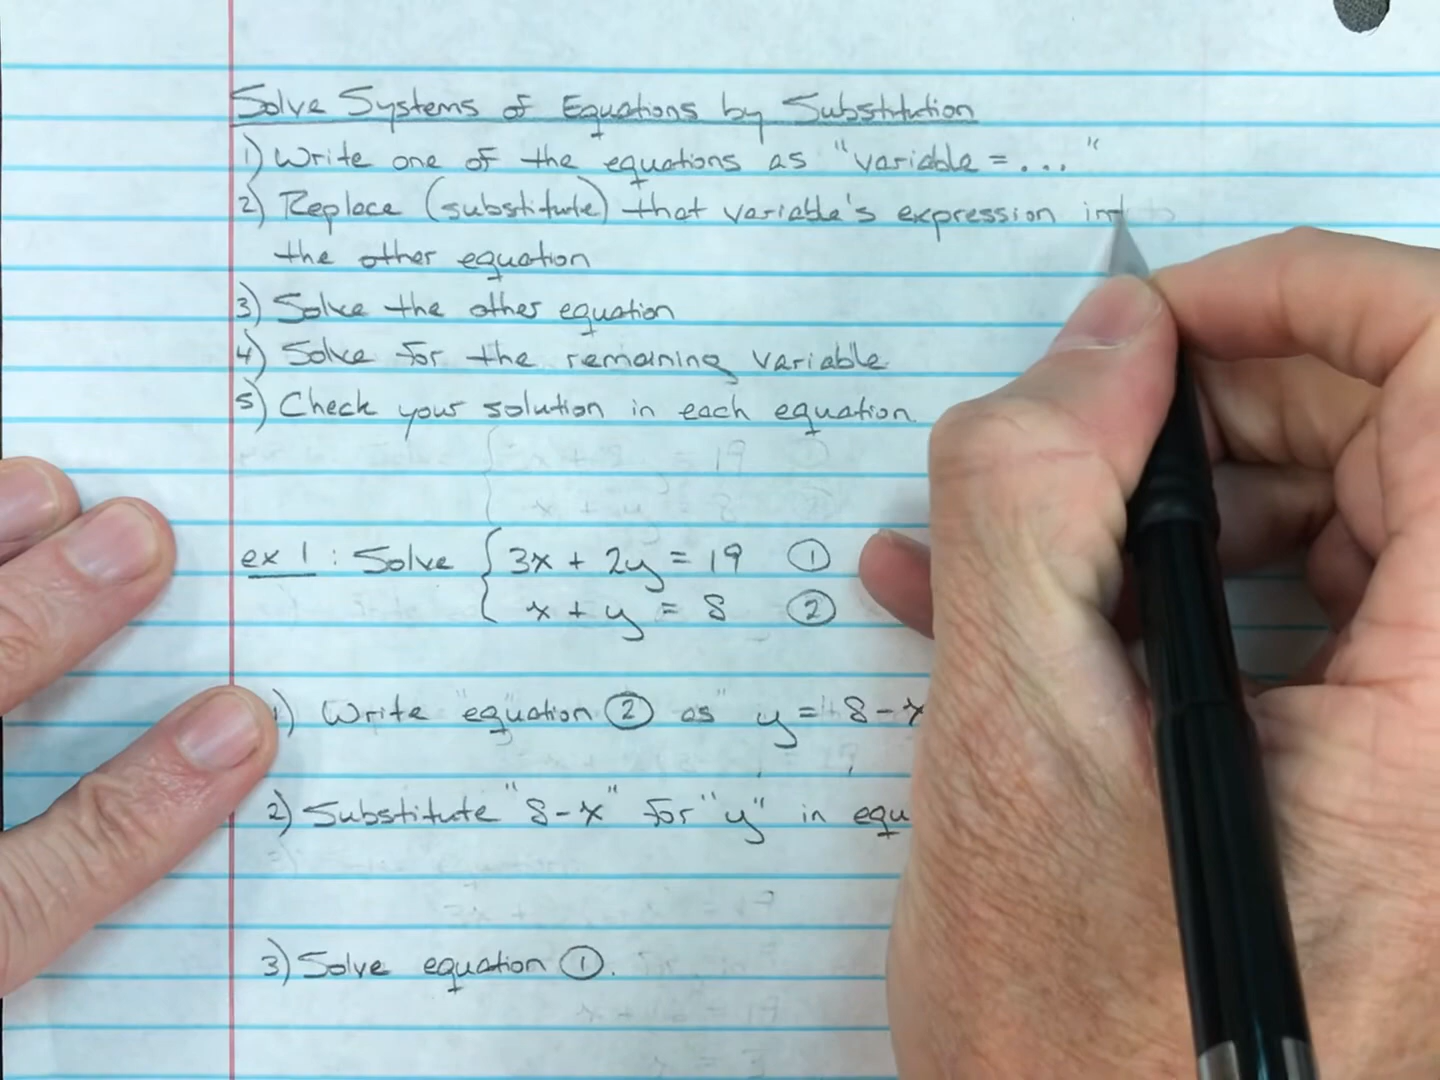 Solve Systems of Equations by Substitution
1) Write one of the equations as "variable = ..."
2) Replace (substitute) that variable's expression int
the other equation
3) Solve the other equation
4) Solve for the remaining variable
5) Check your solution in each equation
ex 1: Solve { 3x + 2y = 19 ①
x + y = 8 ②
1) Write "equation ② as" y = 8 - x
2) Substitute "8-x" for "y" in equ
3) Solve equation ①.